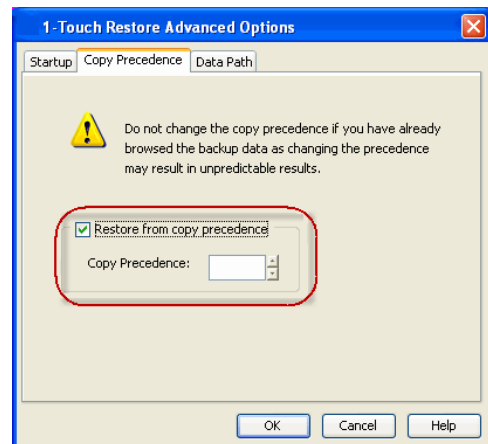 1-Touch Restore Advanced Options
Startup Copy Precedence Data Path
Do not change the copy precedence if you have already
browsed the backup data as changing the precedence
may result in unpredictable results.
Restore from copy precedence
Copy Precedence:
OK Cancel Help